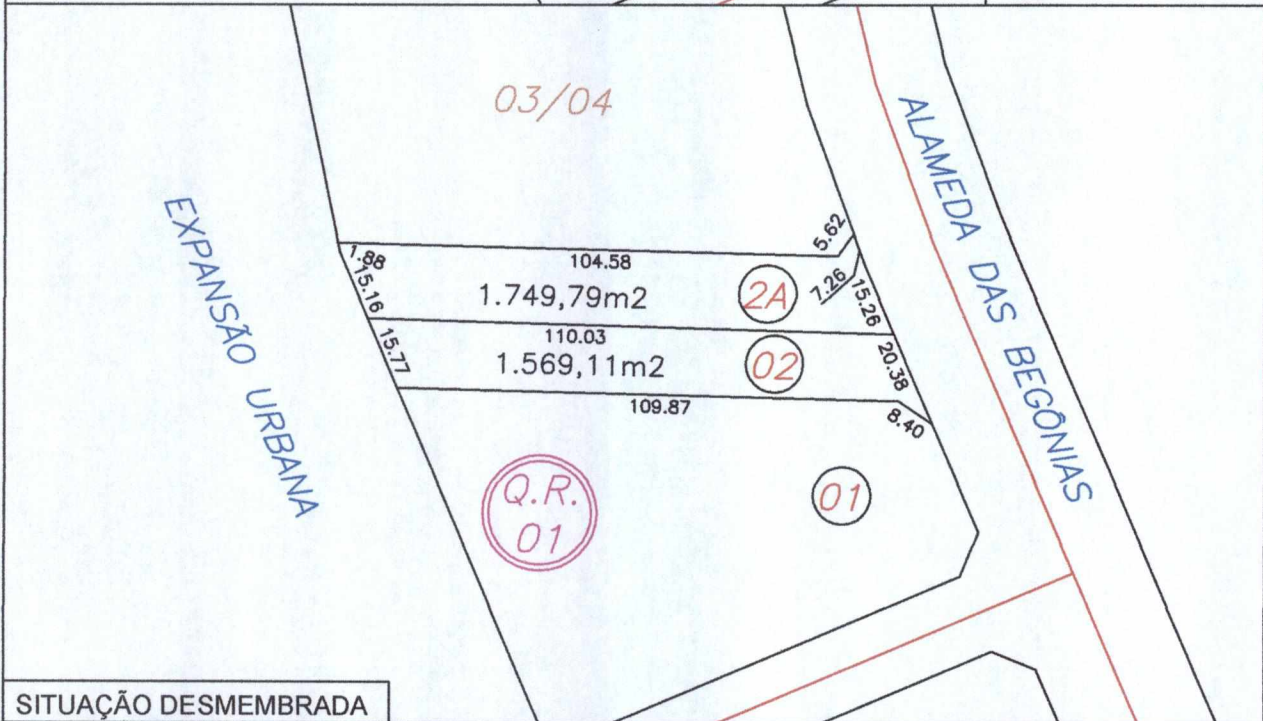 03/04
ALAMEDA DAS BEGÔNIAS
EXPANSÃO URBANA
5.62
1.88
104.58
7.26
15.16
1.749,79m2
2A
15.26
110.03
15.77
1.569,11m2
02
20.38
109.87
8.40
Q.R.
01
01
SITUAÇÃO DESMEMBRADA